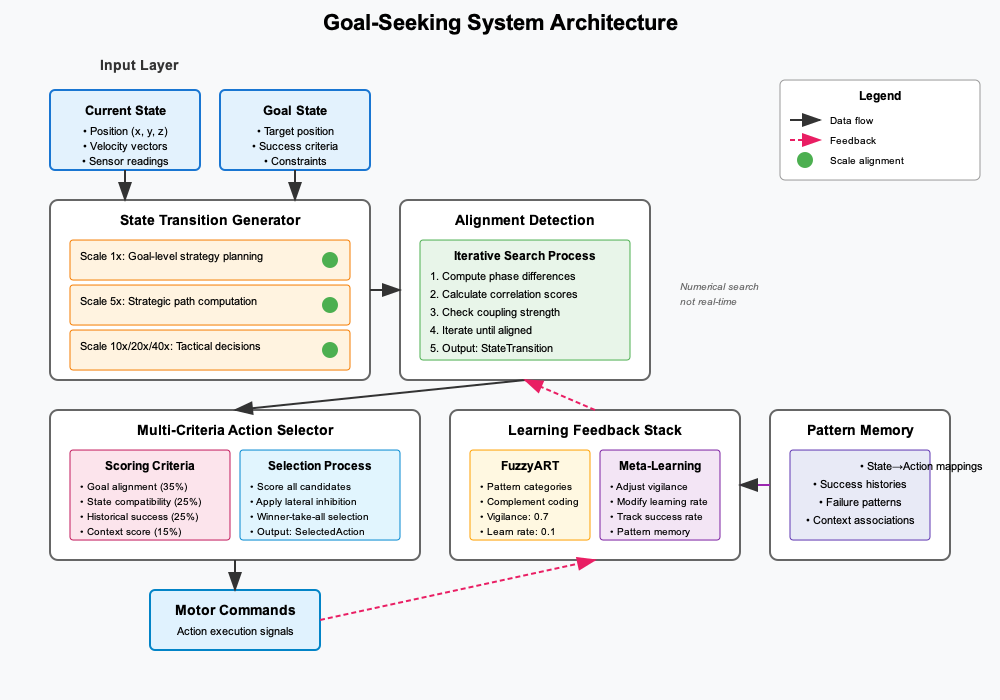 Goal-Seeking System Architecture
Input Layer
Current State
• Position (x, y, z)
• Velocity vectors
• Sensor readings
Goal State
• Target position
• Success criteria
• Constraints
Legend
Data flow
Feedback
Scale alignment
State Transition Generator
Scale 1x: Goal-level strategy planning
Scale 5x: Strategic path computation
Scale 10x/20x/40x: Tactical decisions
Alignment Detection
Iterative Search Process
1. Compute phase differences
2. Calculate correlation scores
3. Check coupling strength
4. Iterate until aligned
5. Output: StateTransition
Numerical search
not real-time
Multi-Criteria Action Selector
Scoring Criteria
• Goal alignment (35%)
• State compatibility (25%)
• Historical success (25%)
• Context score (15%)
Selection Process
• Score all candidates
• Apply lateral inhibition
• Winner-take-all selection
• Output: SelectedAction
Learning Feedback Stack
FuzzyART
• Pattern categories
• Complement coding
• Vigilance: 0.7
• Learn rate: 0.1
Meta-Learning
• Adjust vigilance
• Modify learning rate
• Track success rate
• Pattern memory
Pattern Memory
• State→Action mappings
• Success histories
• Failure patterns
• Context associations
Motor Commands
Action execution signals